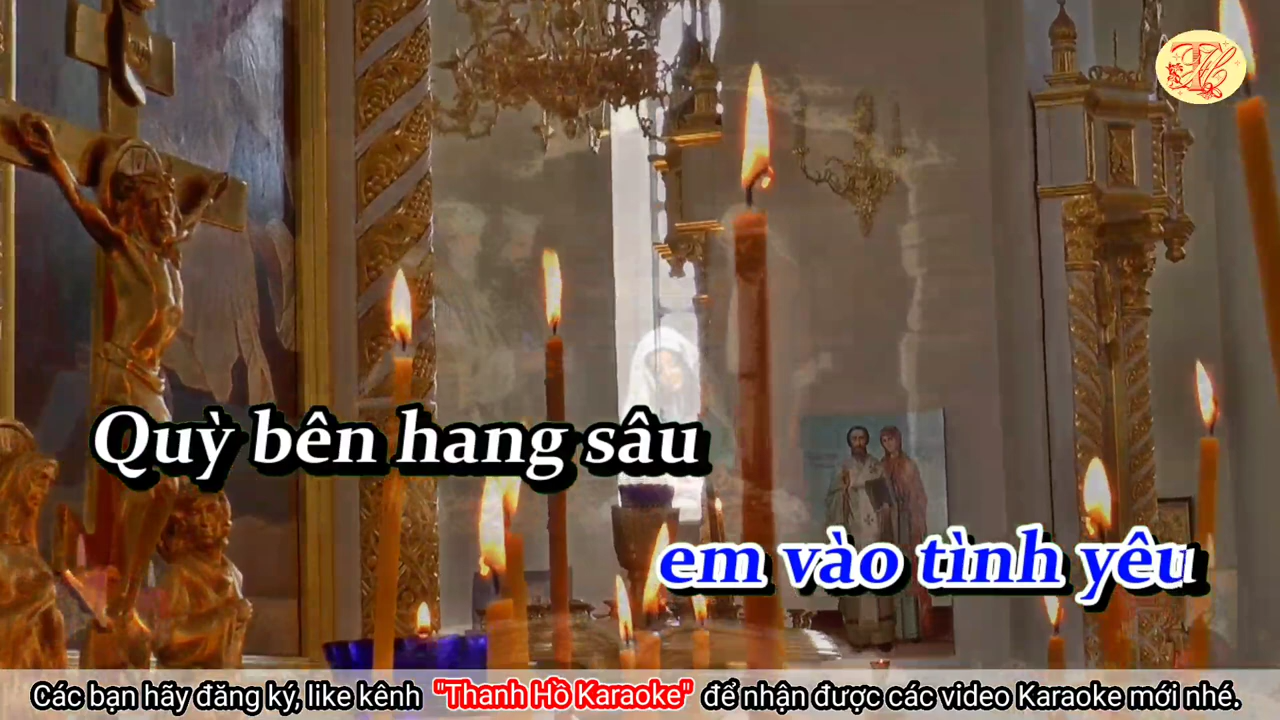 Quỳ bên hang sâu
em vào tình yêu
Các bạn hãy đăng ký, like kênh "Thanh Hồ Karaoke" để nhận được các video Karaoke mới nhé.